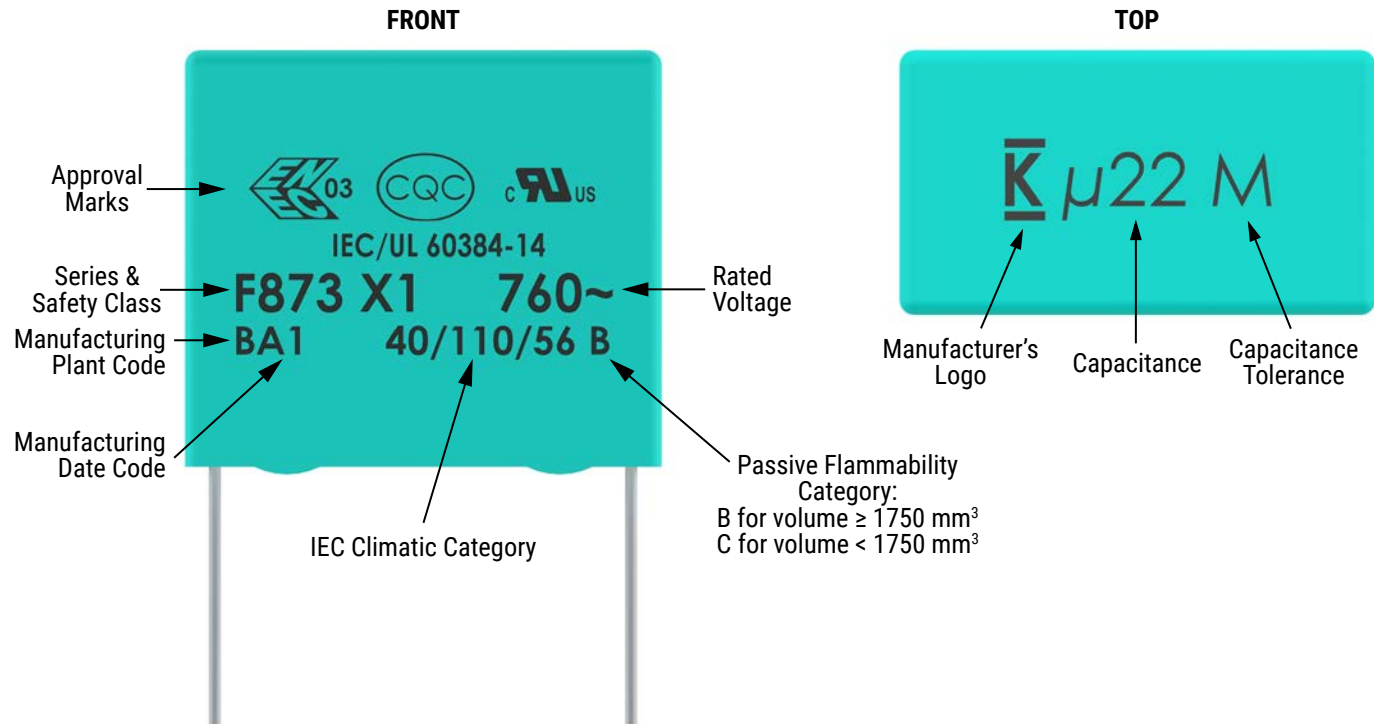 FRONT
TOP
Approval
Marks
ENEC 03
CQC
C RU US
IEC/UL 60384-14
Series &
Safety Class
F873 X1 760~
Rated
Voltage
Manufacturing
Plant Code
BA1 40/110/56 B
Manufacturing
Date Code
IEC Climatic Category
Passive Flammability
Category:
B for volume ≥ 1750 mm³
C for volume < 1750 mm³
K µ22 M
Manufacturer's
Logo
Capacitance
Capacitance
Tolerance